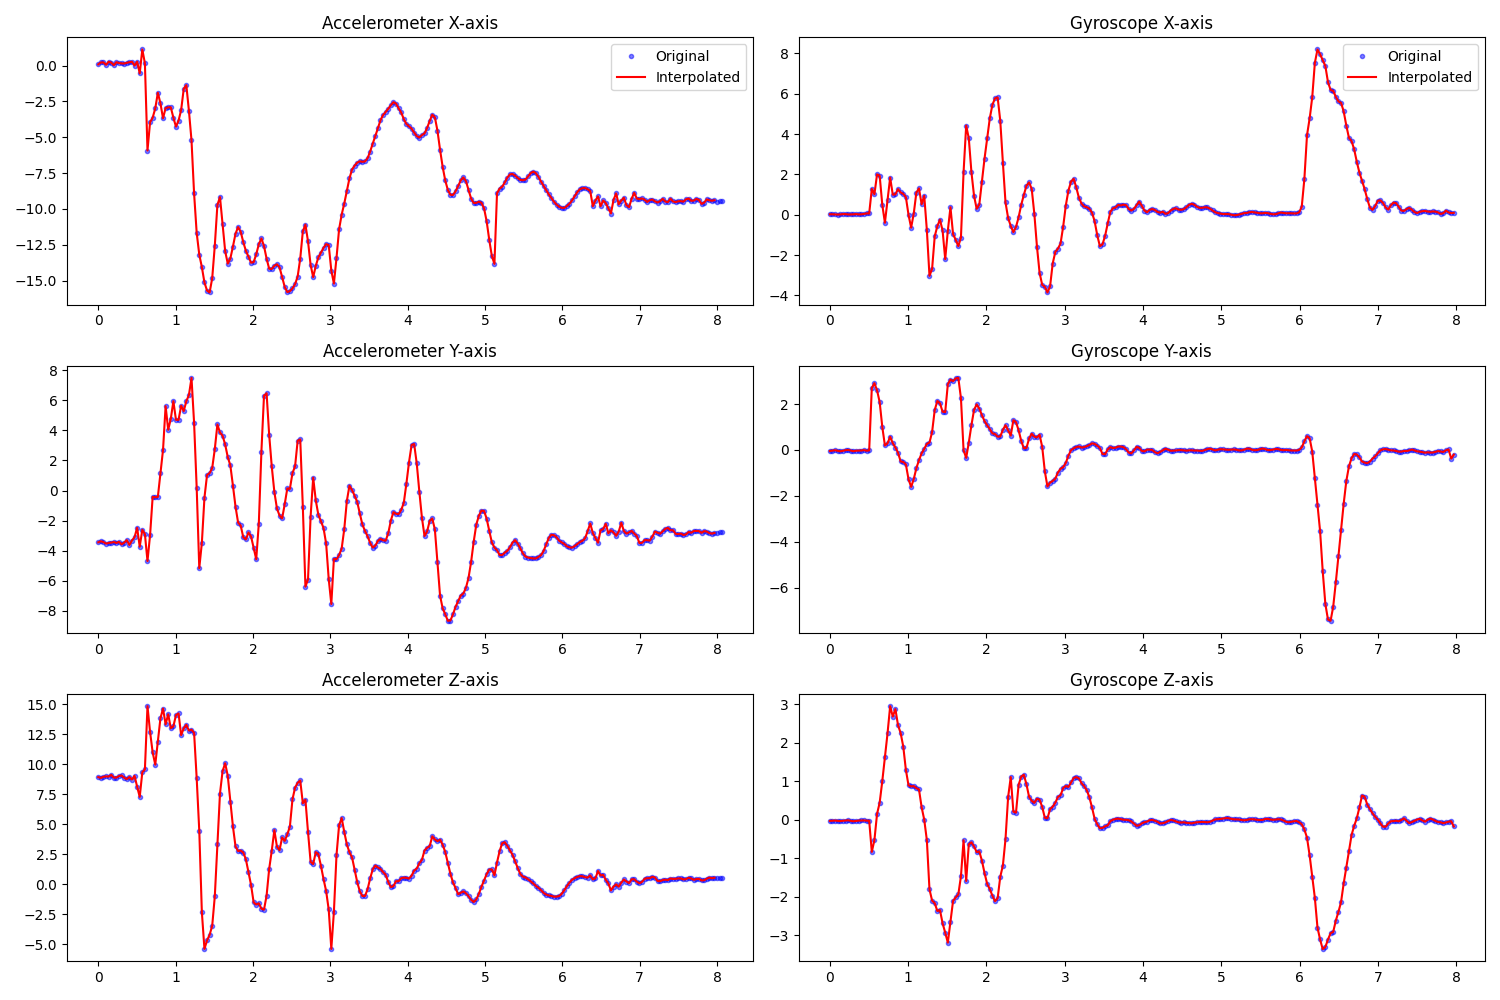 Accelerometer X-axis
Original
Interpolated
0.0
−2.5
−5.0
−7.5
−10.0
−12.5
−15.0
0 1 2 3 4 5 6 7 8
Gyroscope X-axis
Original
Interpolated
8
6
4
2
0
−2
−4
0 1 2 3 4 5 6 7 8
Accelerometer Y-axis
8
6
4
2
0
−2
−4
−6
−8
0 1 2 3 4 5 6 7 8
Gyroscope Y-axis
2
0
−2
−4
−6
0 1 2 3 4 5 6 7 8
Accelerometer Z-axis
15.0
12.5
10.0
7.5
5.0
2.5
0.0
−2.5
−5.0
0 1 2 3 4 5 6 7 8
Gyroscope Z-axis
3
2
1
0
−1
−2
−3
0 1 2 3 4 5 6 7 8